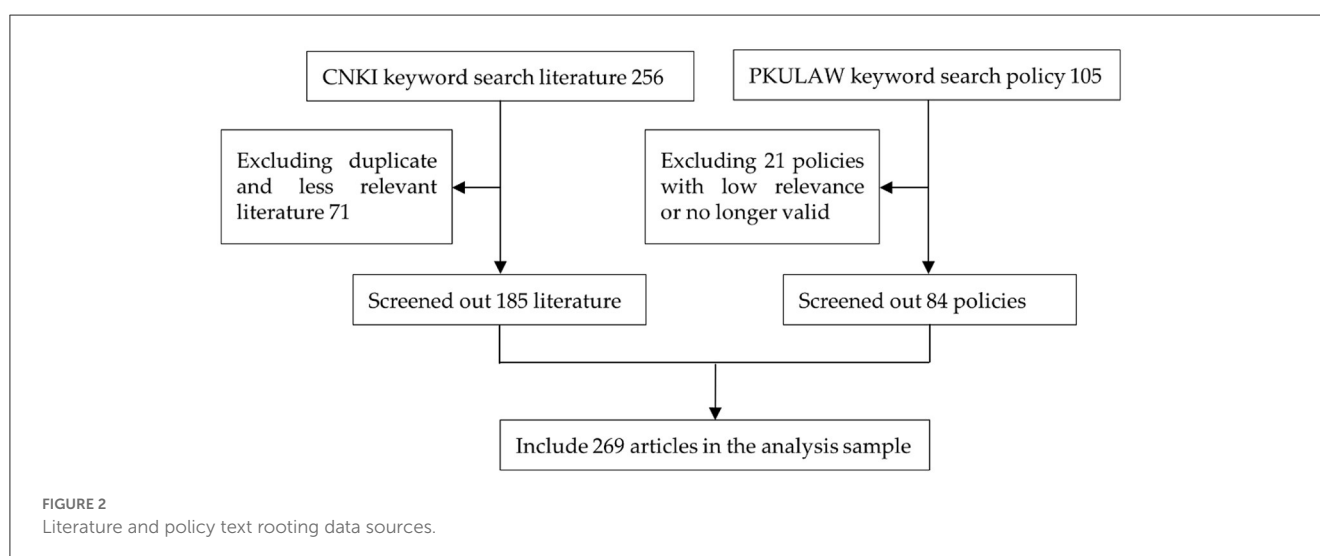 CNKI keyword search literature 256
PKULAW keyword search policy 105
Excluding duplicate
and less relevant
literature 71
Excluding 21 policies
with low relevance
or no longer valid
Screened out 185 literature
Screened out 84 policies
Include 269 articles in the analysis sample
FIGURE 2
Literature and policy text rooting data sources.